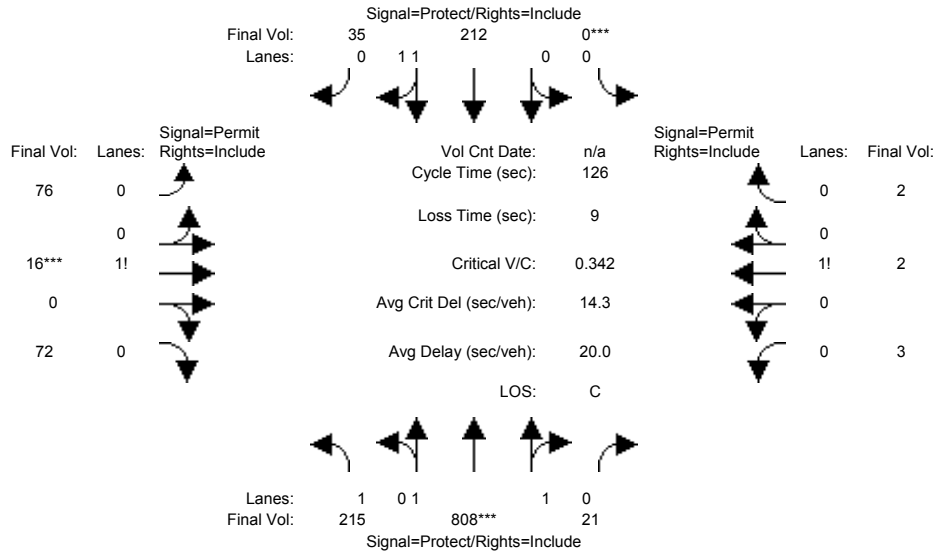 Signal=Protect/Rights=Include
Final Vol: 35 212 0***
Lanes: 0 1 1 0 0
Signal=Permit Signal=Permit
Final Vol: Lanes: Rights=Include Vol Cnt Date: n/a Rights=Include Lanes: Final Vol:
Cycle Time (sec): 126
76 0 0 2
Loss Time (sec): 9
0 0
16*** 1! Critical V/C: 0.342 1! 2
0 0 Avg Crit Del (sec/veh): 14.3 0
72 0 Avg Delay (sec/veh): 20.0 0 3
LOS: C
Lanes: 1 0 1 1 0
Final Vol: 215 808*** 21
Signal=Protect/Rights=Include